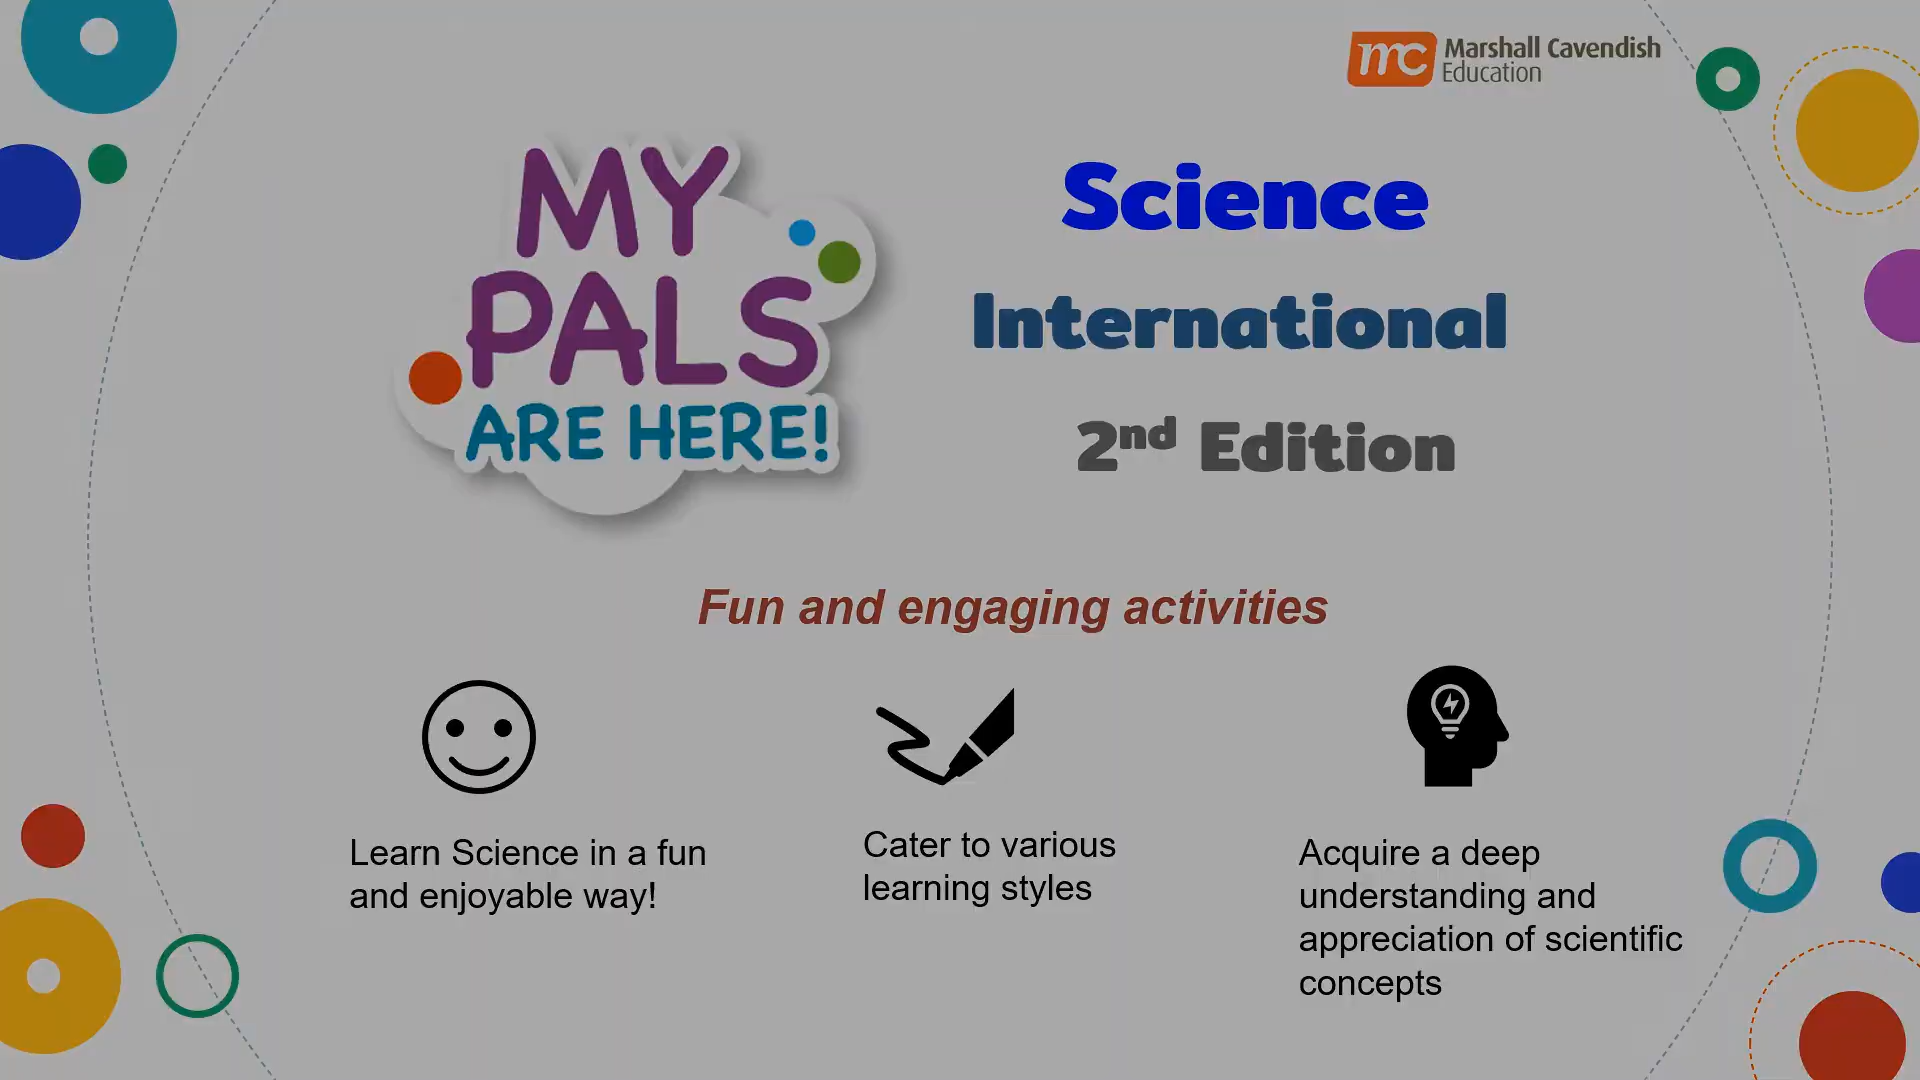 mc Marshall Cavendish
Education
MY
PALS
ARE HERE!
Science
International
2nd Edition
Fun and engaging activities
Learn Science in a fun
and enjoyable way!
Cater to various
learning styles
Acquire a deep
understanding and
appreciation of scientific
concepts